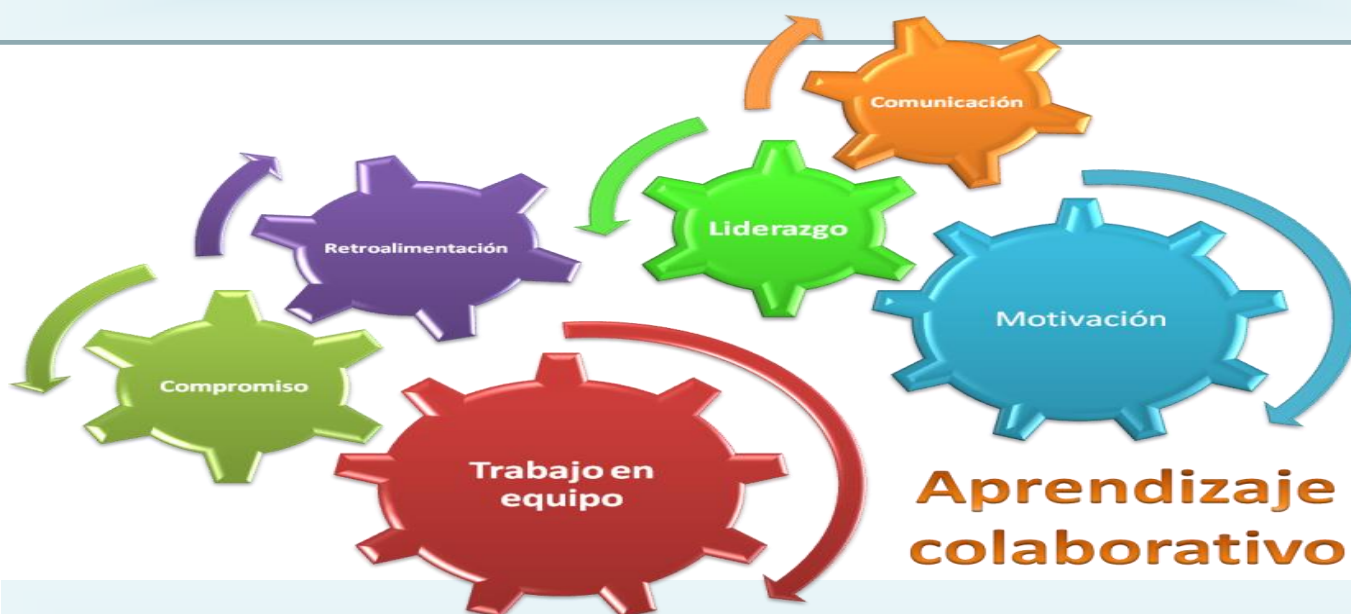 Comunicación
Liderazgo
Retroalimentación
Motivación
Compromiso
Trabajo en
equipo
Aprendizaje
colaborativo